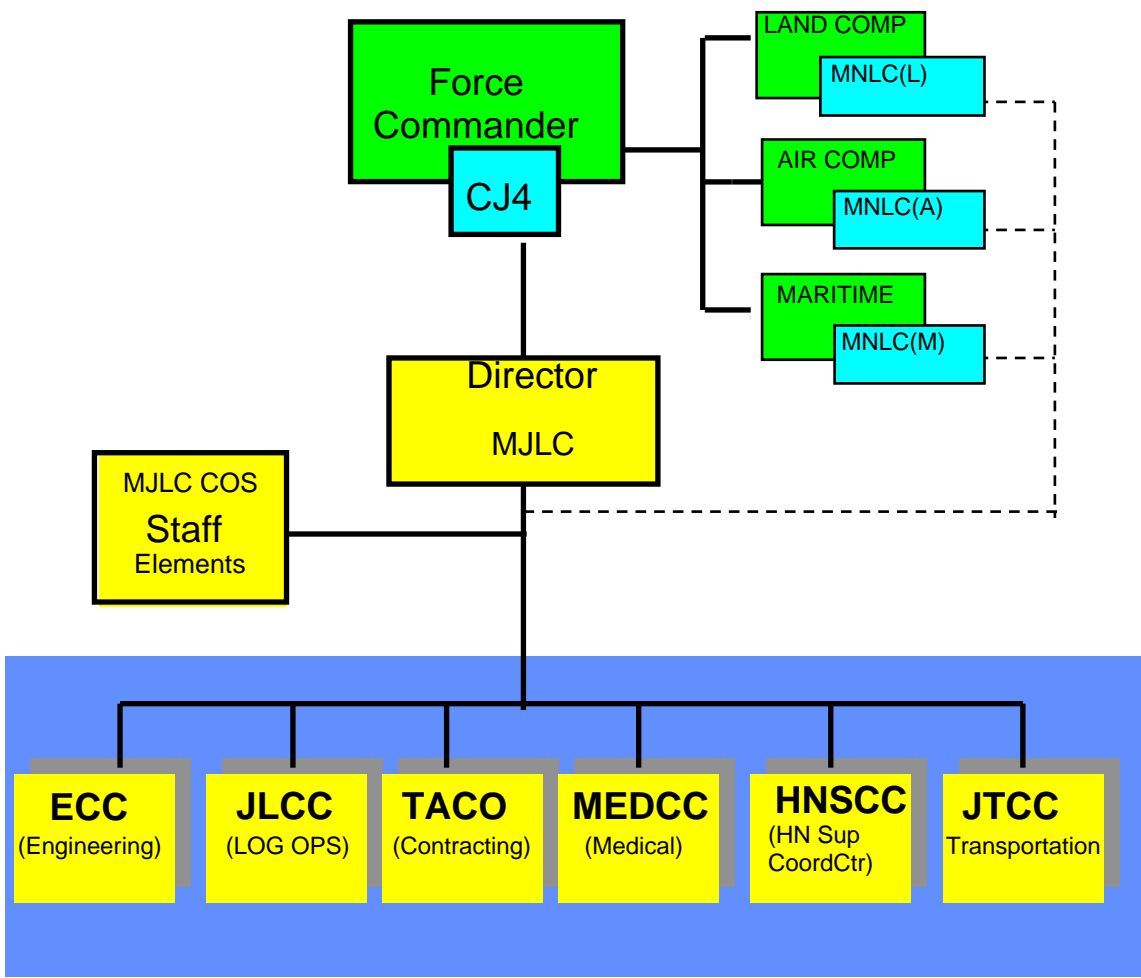 Force
Commander
CJ4
LAND COMP
MNLC(L)
AIR COMP
MNLC(A)
MARITIME
MNLC(M)
Director
MJLC
MJLC COS
Staff
Elements
ECC
(Engineering)
JLCC
(LOG OPS)
TACO
(Contracting)
MEDCC
(Medical)
HNSCC
(HN Sup
CoordCtr)
JTCC
Transportation